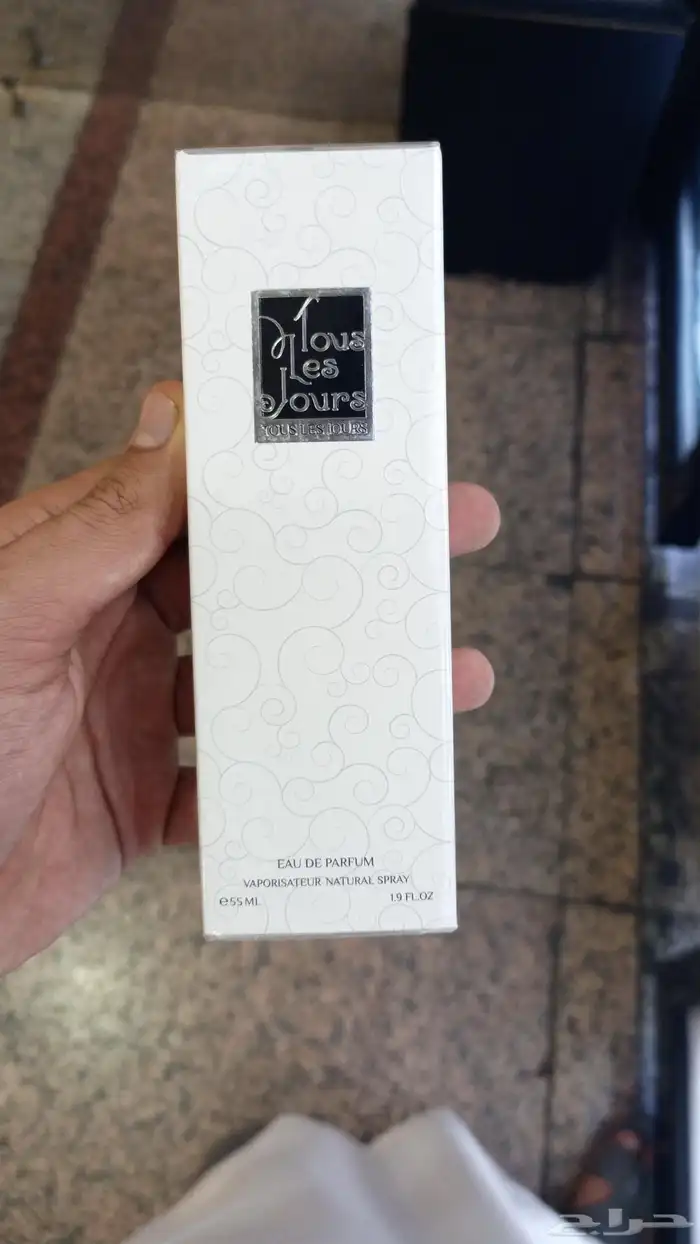 Tous
Les
Jours
TOUS LES JOURS
EAU DE PARFUM
VAPORISATEUR NATURAL SPRAY
℮55 ML 1.9 FL.OZ
حراج